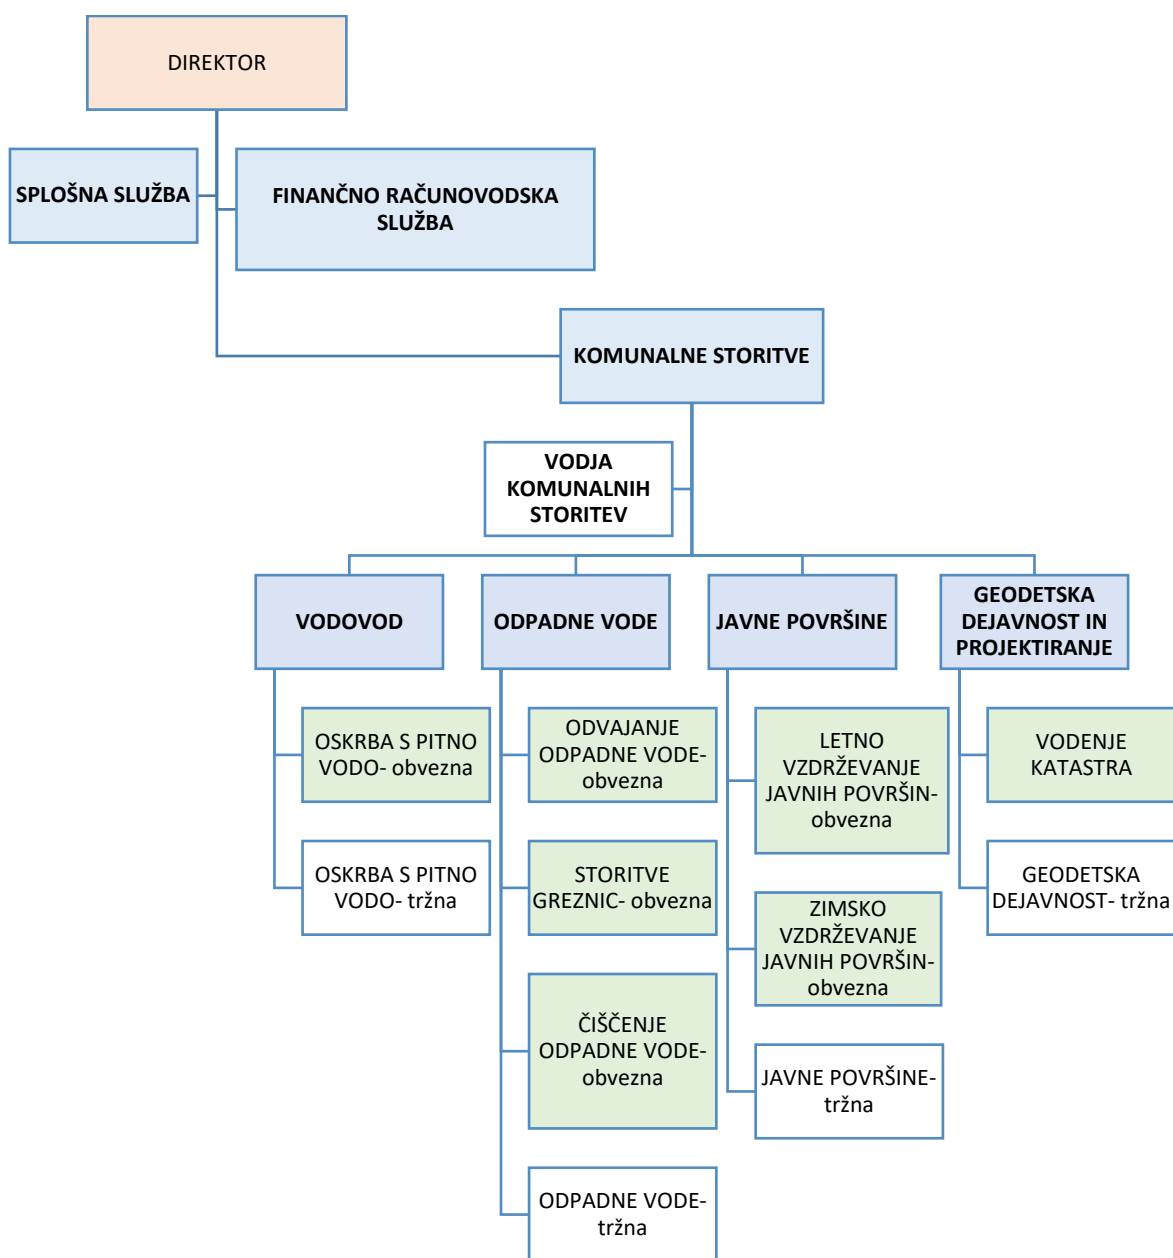 DIREKTOR
SPLOŠNA SLUŽBA
FINANČNO RAČUNOVODSKA
SLUŽBA
KOMUNALNE STORITVE
VODJA
KOMUNALNIH
STORITEV
VODOVOD
ODPADNE VODE
JAVNE POVRŠINE
GEODETSKA
DEJAVNOST IN
PROJEKTIRANJE
OSKRBA S PITNO
VODO- obvezna
OSKRBA S PITNO
VODO- tržna
ODVAJANJE
ODPADNE VODE-
obvezna
STORITVE
GREZNIC- obvezna
ČIŠČENJE
ODPADNE VODE-
obvezna
ODPADNE VODE-
tržna
LETNO
VZDRŽEVANJE
JAVNIH POVRŠIN-
obvezna
ZIMSKO
VZDRŽEVANJE
JAVNIH POVRŠIN-
obvezna
JAVNE POVRŠINE-
tržna
VODENJE
KATASTRA
GEODETSKA
DEJAVNOST- tržna